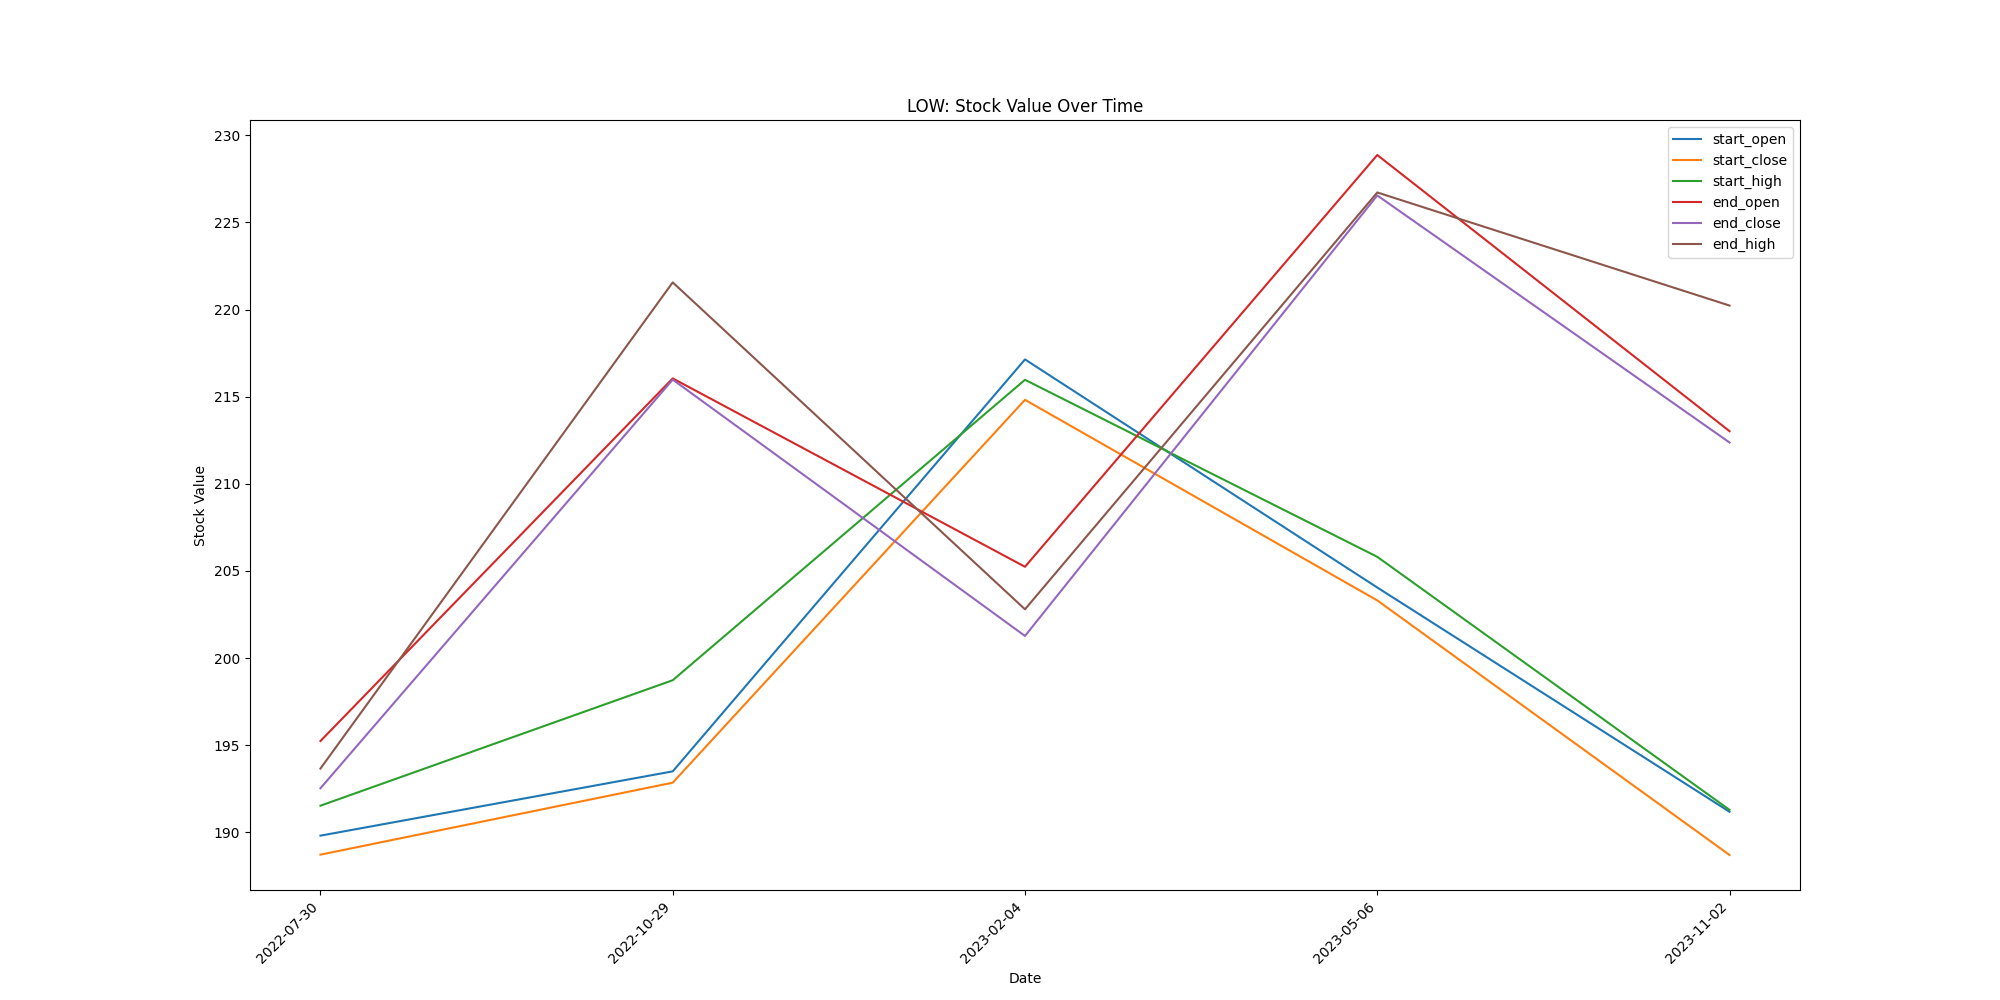 LOW: Stock Value Over Time
230
225
220
215
210
205
200
195
190
Stock Value
start_open
start_close
start_high
end_open
end_close
end_high
2022-07-30
2022-10-29
2023-02-04
2023-05-06
2023-11-02
Date